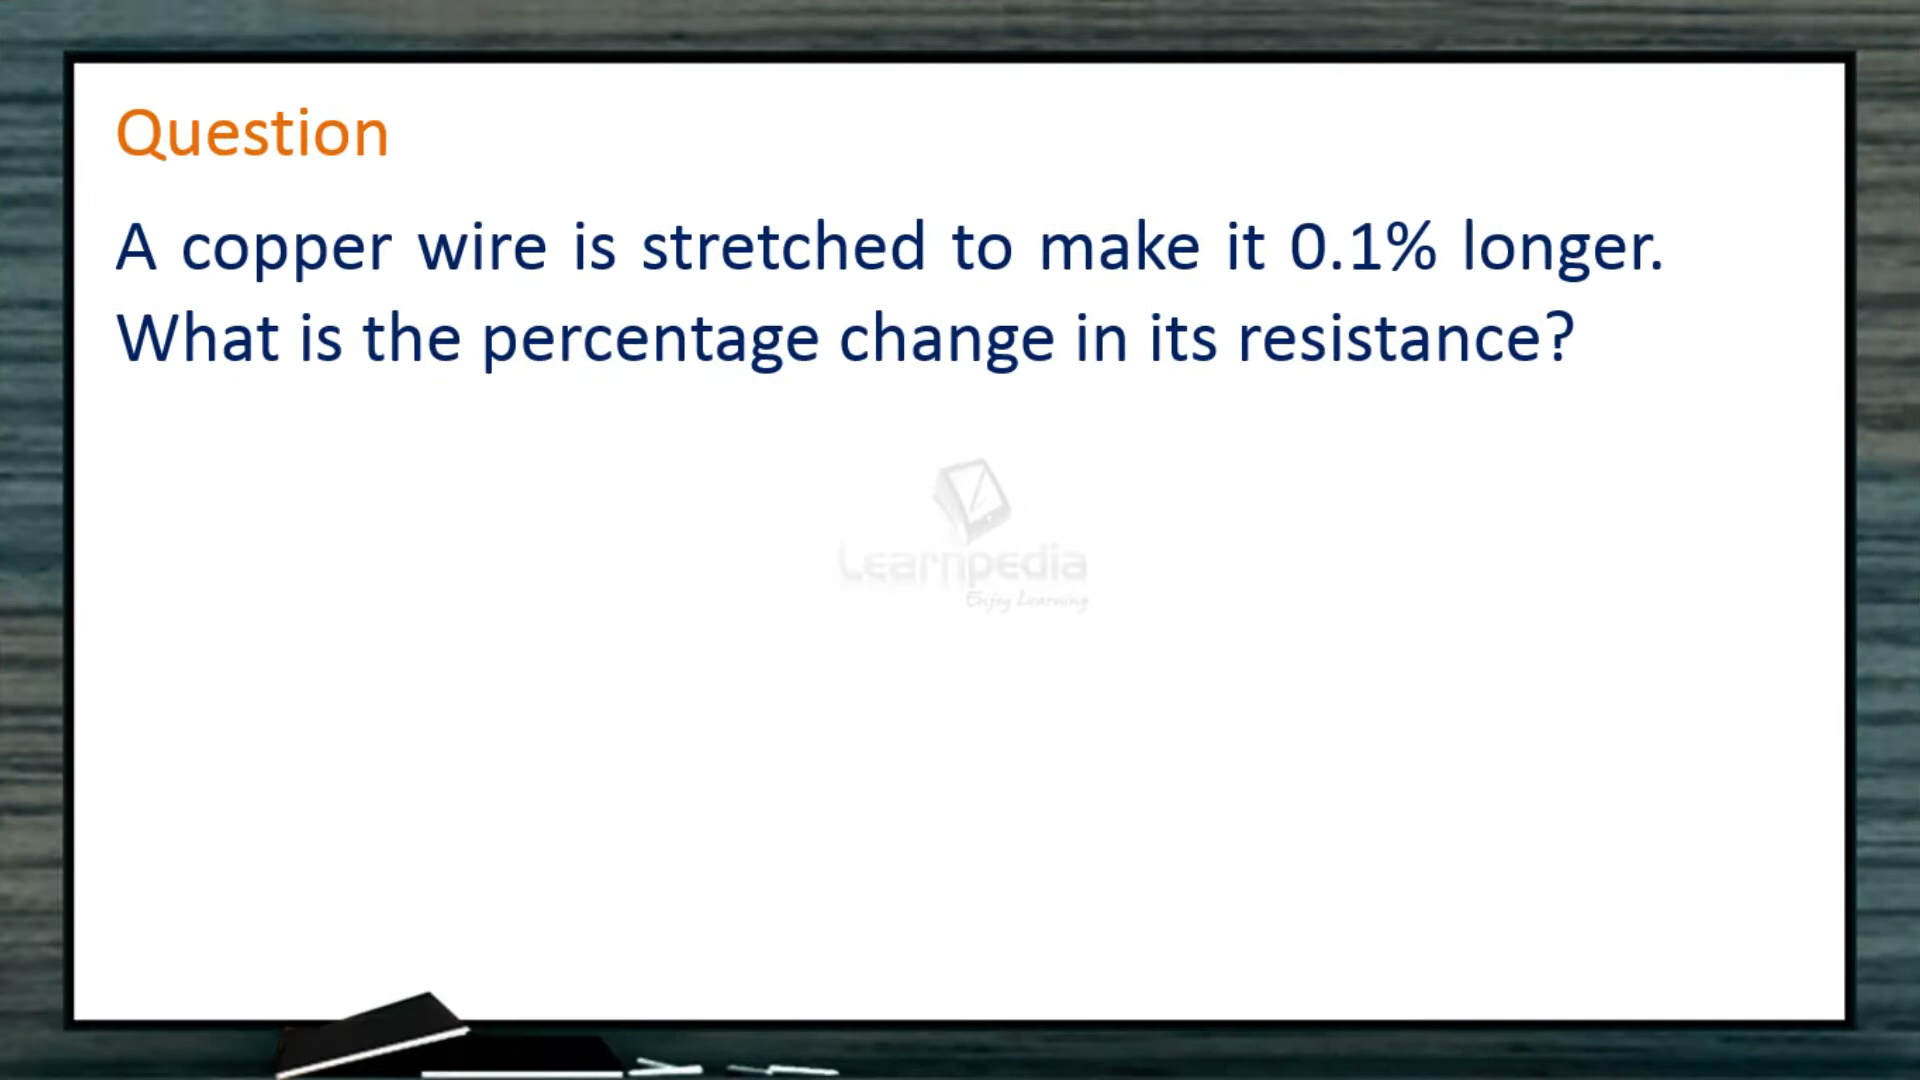 Question
A copper wire is stretched to make it 0.1% longer.
What is the percentage change in its resistance?
Learnpedia
Enjoy Learning